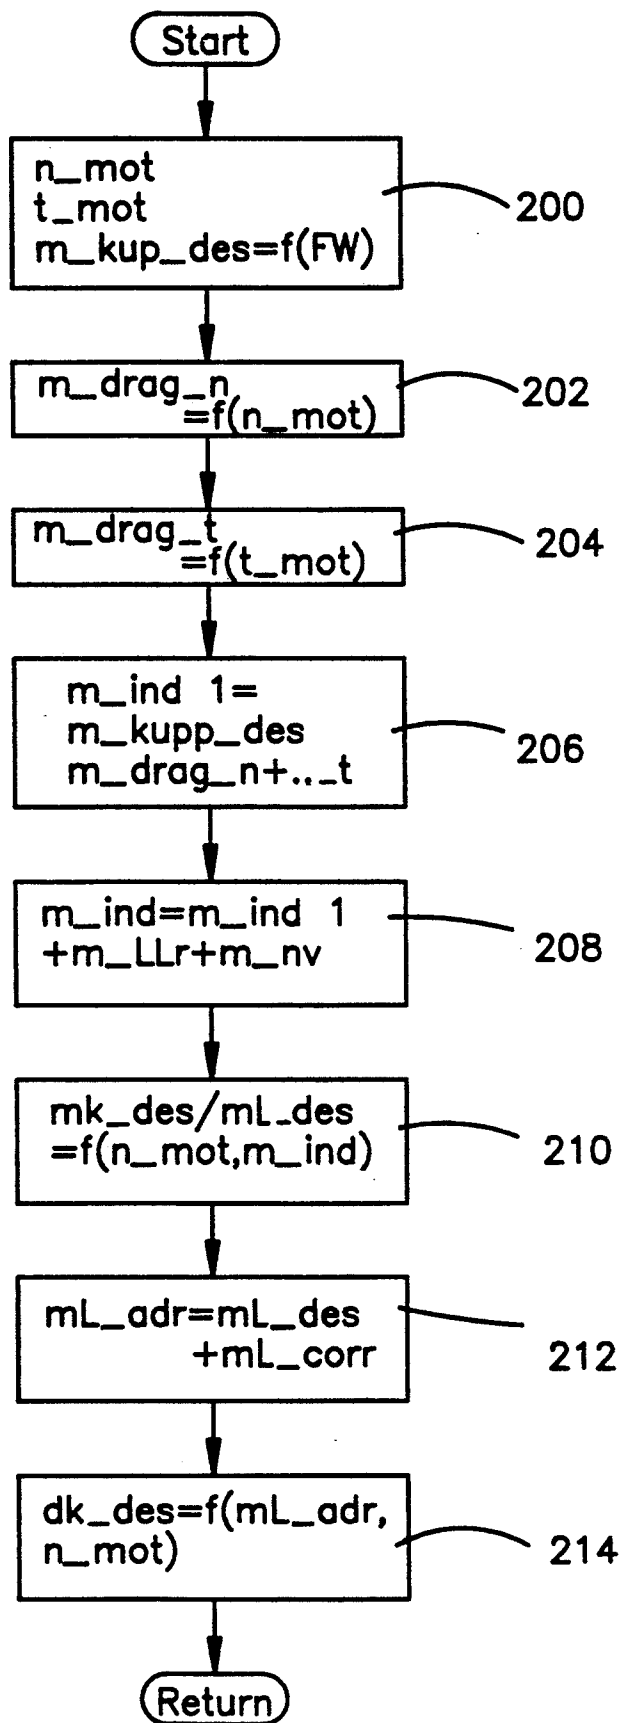 Start
n_mot
t_mot
m_kup_des=f(FW)
200
m_drag_n
=f(n_mot)
202
m_drag_t
=f(t_mot)
204
m_ind 1=
m_kupp_des
m_drag_n+.._t
206
m_ind=m_ind 1
+m_LLr+m_nv
208
mk_des/mL_des
=f(n_mot,m_ind)
210
mL_adr=mL_des
+mL_corr
212
dk_des=f(mL_adr,
n_mot)
214
Return